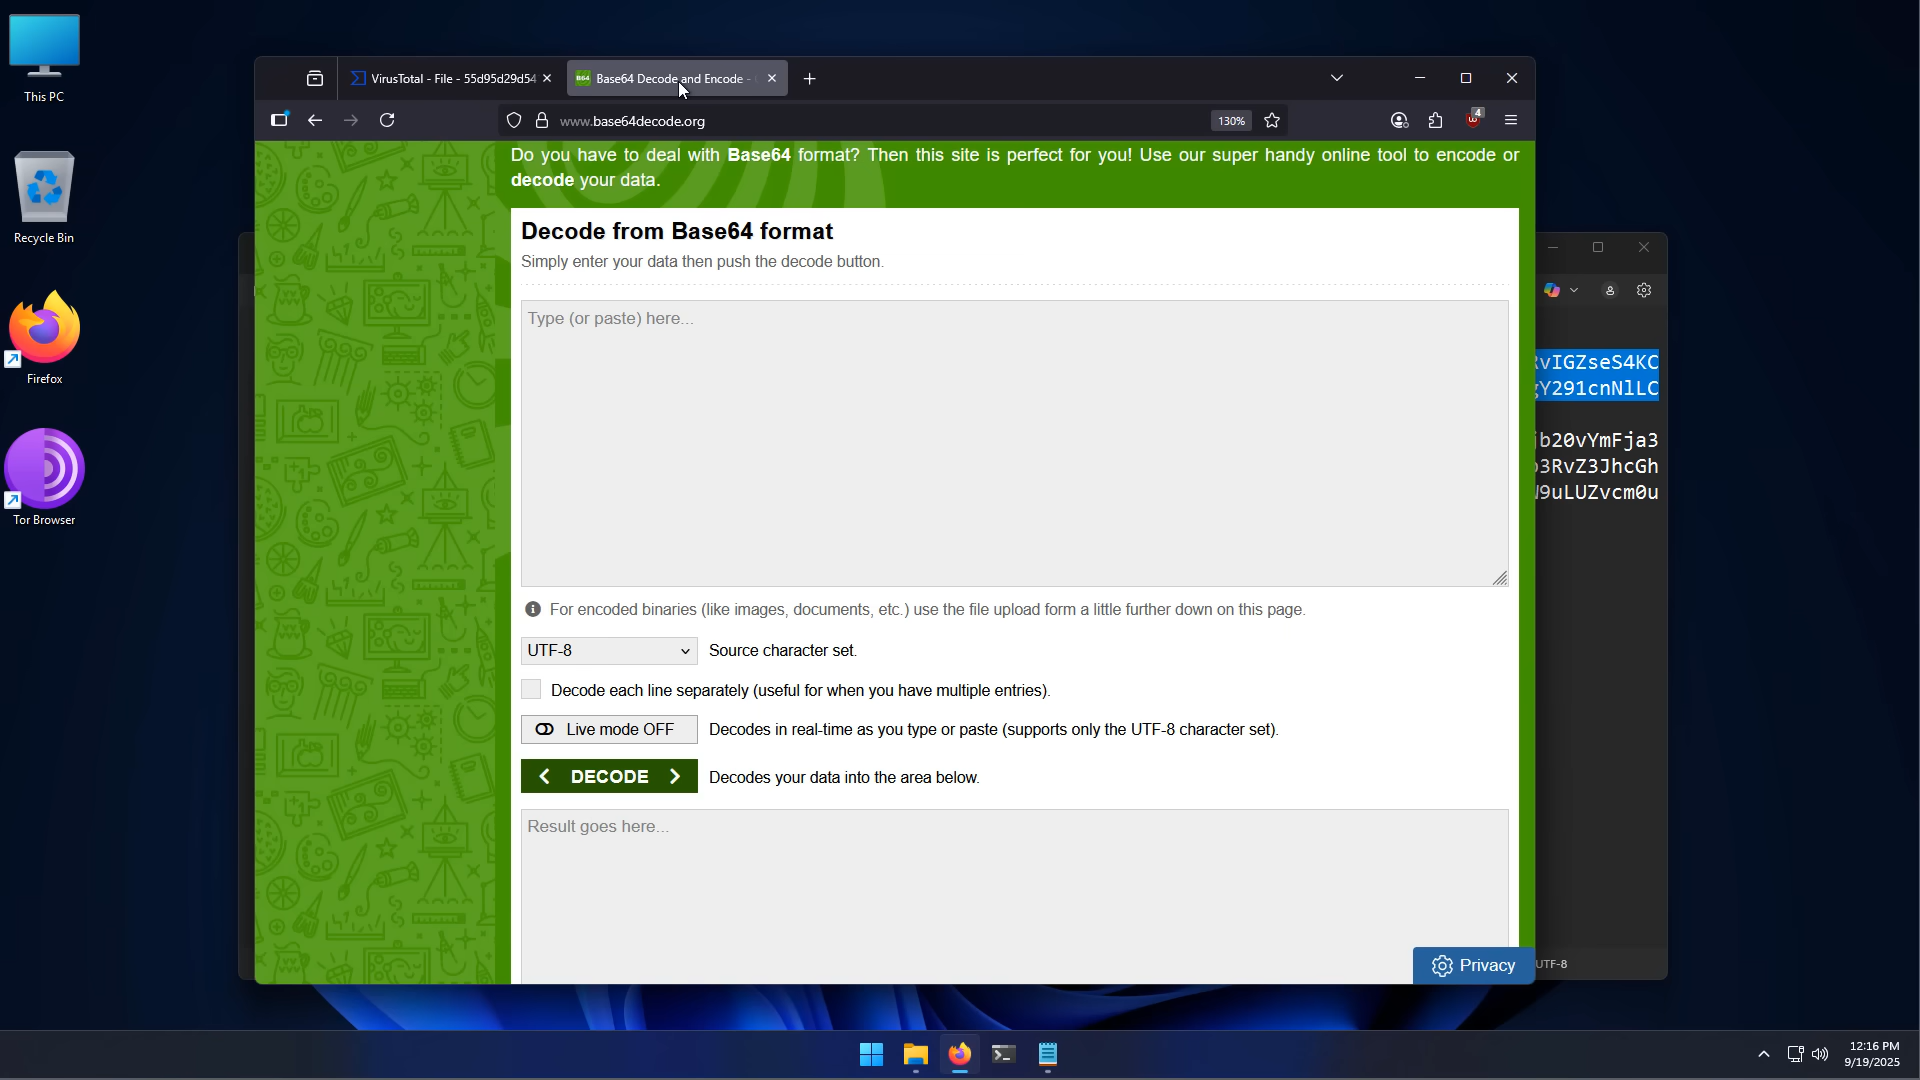 This PC
Recycle Bin
Firefox
Tor Browser
VirusTotal - File - 55d95d29d54
Base64 Decode and Encode -
www.base64decode.org
130%
4
Do you have to deal with Base64 format? Then this site is perfect for you! Use our super handy online tool to encode or
decode your data.
Decode from Base64 format
Simply enter your data then push the decode button.
Type (or paste) here...
For encoded binaries (like images, documents, etc.) use the file upload form a little further down on this page.
UTF-8
Source character set.
Decode each line separately (useful for when you have multiple entries).
Live mode OFF
Decodes in real-time as you type or paste (supports only the UTF-8 character set).
< DECODE >
Decodes your data into the area below.
Result goes here...
Privacy
vIGZseS4KC
Y291cnNlLC
b20vYmFja3
3RvZ3JhcGh
9uLUZvcm0u
UTF-8
12:16 PM
9/19/2025